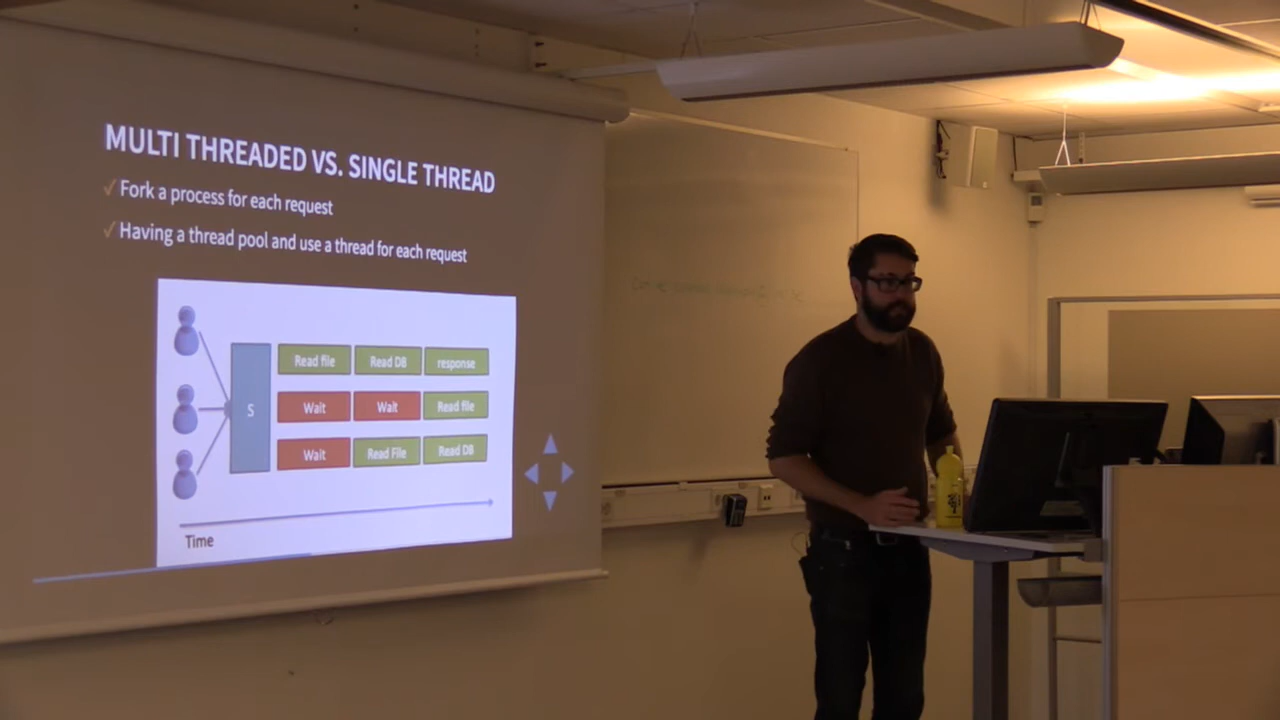 MULTI THREADED VS. SINGLE THREAD
✓Fork a process for each request
✓Having a thread pool and use a thread for each request
S
Read file Read DB response
Wait Wait Read file
Wait Read File Read DB
Time